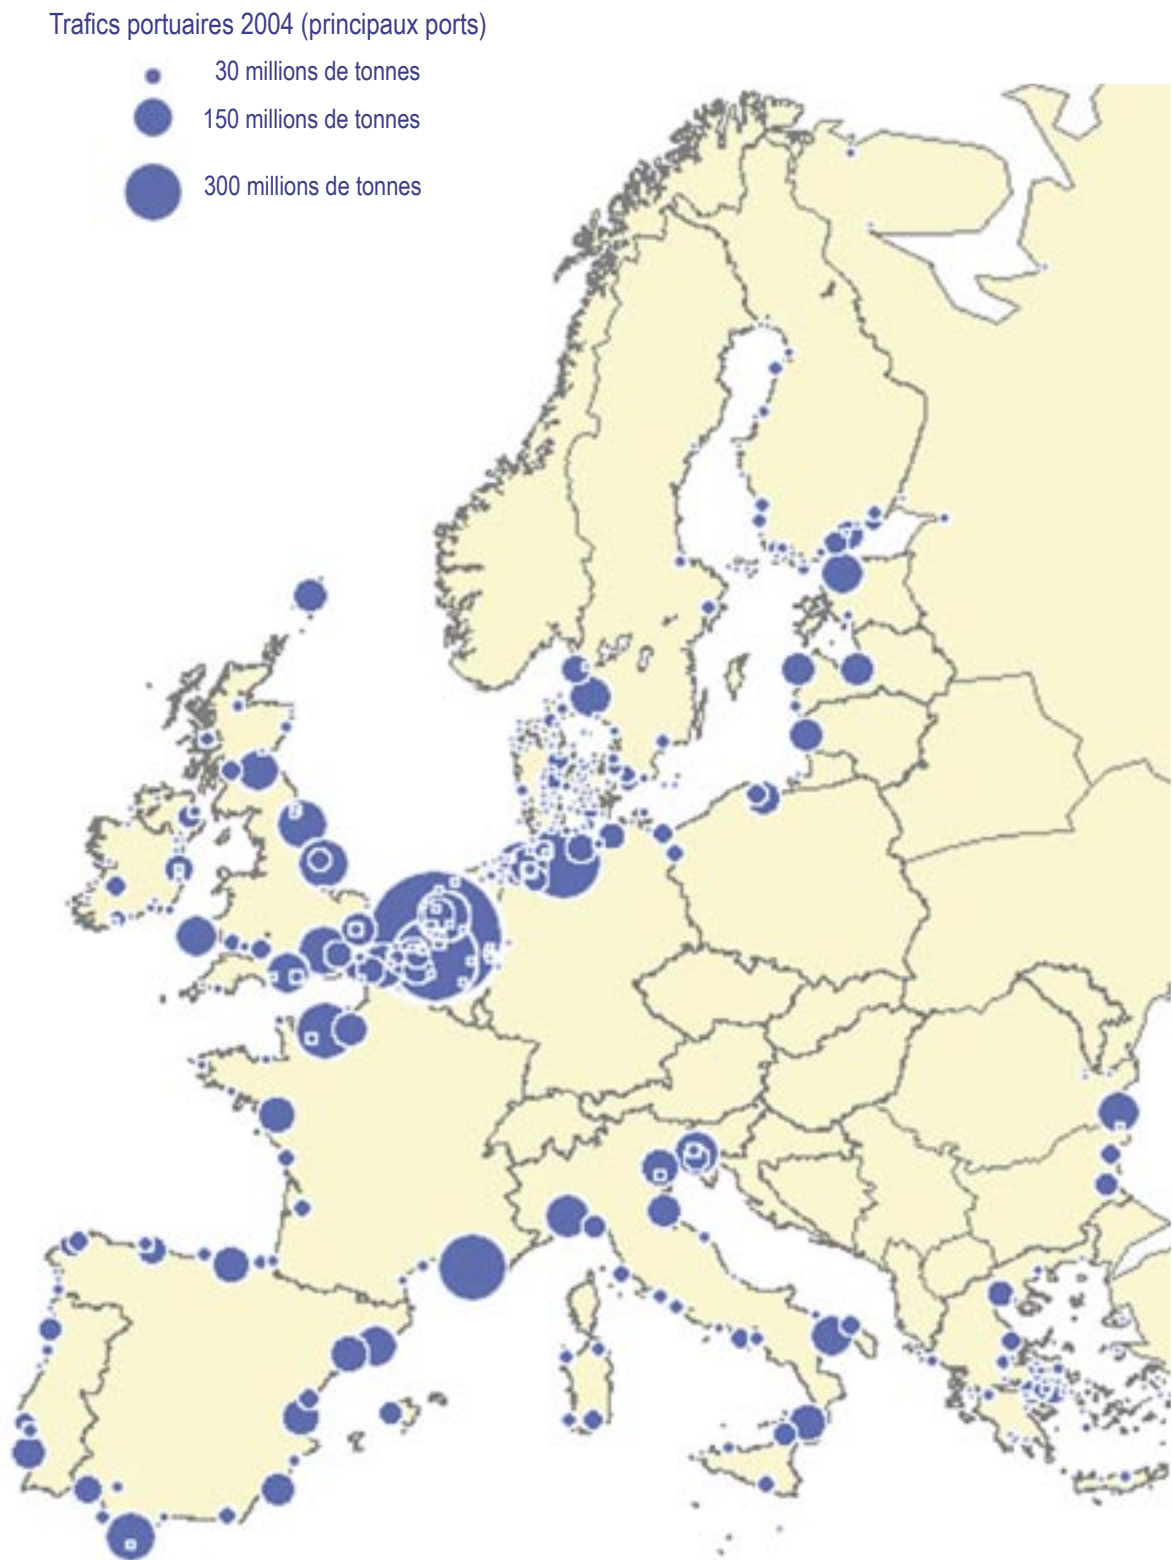 Trafics portuaires 2004 (principaux ports)
30 millions de tonnes
150 millions de tonnes
300 millions de tonnes